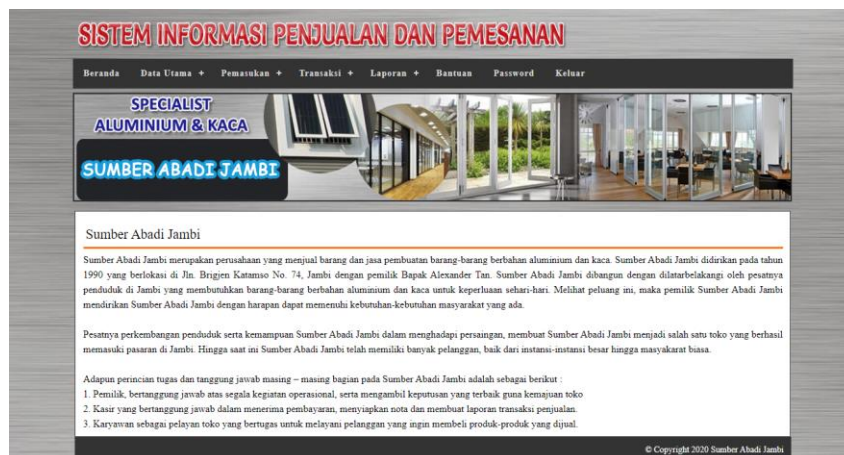 SISTEM INFORMASI PENJUALAN DAN PEMESANAN
Beranda Data Utama + Pemasukan + Transaksi + Laporan + Bantuan Password Keluar
SPECIALIST
ALUMINIUM & KACA
SUMBER ABADI JAMBI
Sumber Abadi Jambi
Sumber Abadi Jambi merupakan perusahaan yang menjual barang dan jasa pembuatan barang-barang berbahan aluminium dan kaca. Sumber Abadi Jambi didirikan pada tahun
1990 yang berlokasi di Jln. Brigjen Katamso No. 74, Jambi dengan pemilik Bapak Alexander Tan. Sumber Abadi Jambi dibangun dengan dilatarbelakangi oleh pesatnya
penduduk di Jambi yang membutuhkan barang-barang berbahan aluminium dan kaca untuk keperluaan sehari-hari. Melihat peluang ini, maka pemilik Sumber Abadi Jambi
mendirikan Sumber Abadi Jambi dengan harapan dapat memenuhi kebutuhan-kebutuhan masyarakat yang ada.
Pesatnya perkembangan penduduk serta kemampuan Sumber Abadi Jambi dalam menghadapi persaingan, membuat Sumber Abadi Jambi menjadi salah satu toko yang berhasil
memasuki pasaran di Jambi. Hingga saat ini Sumber Abadi Jambi telah memiliki banyak pelanggan, baik dari instansi-instansi besar hingga masyakarat biasa.
Adapun perincian tugas dan tanggung jawab masing – masing bagian pada Sumber Abadi Jambi adalah sebagai berikut :
1. Pemilik, bertanggung jawab atas segala kegiatan operasional, serta mengambil keputusan yang terbaik guna kemajuan toko
2. Kasir yang bertanggung jawab dalam menerima pembayaran, menyiapkan nota dan membuat laporan transaksi penjualan.
3. Karyawan sebagai pelayan toko yang bertugas untuk melayani pelanggan yang ingin membeli produk-produk yang dijual.
© Copyright 2020 Sumber Abadi Jambi